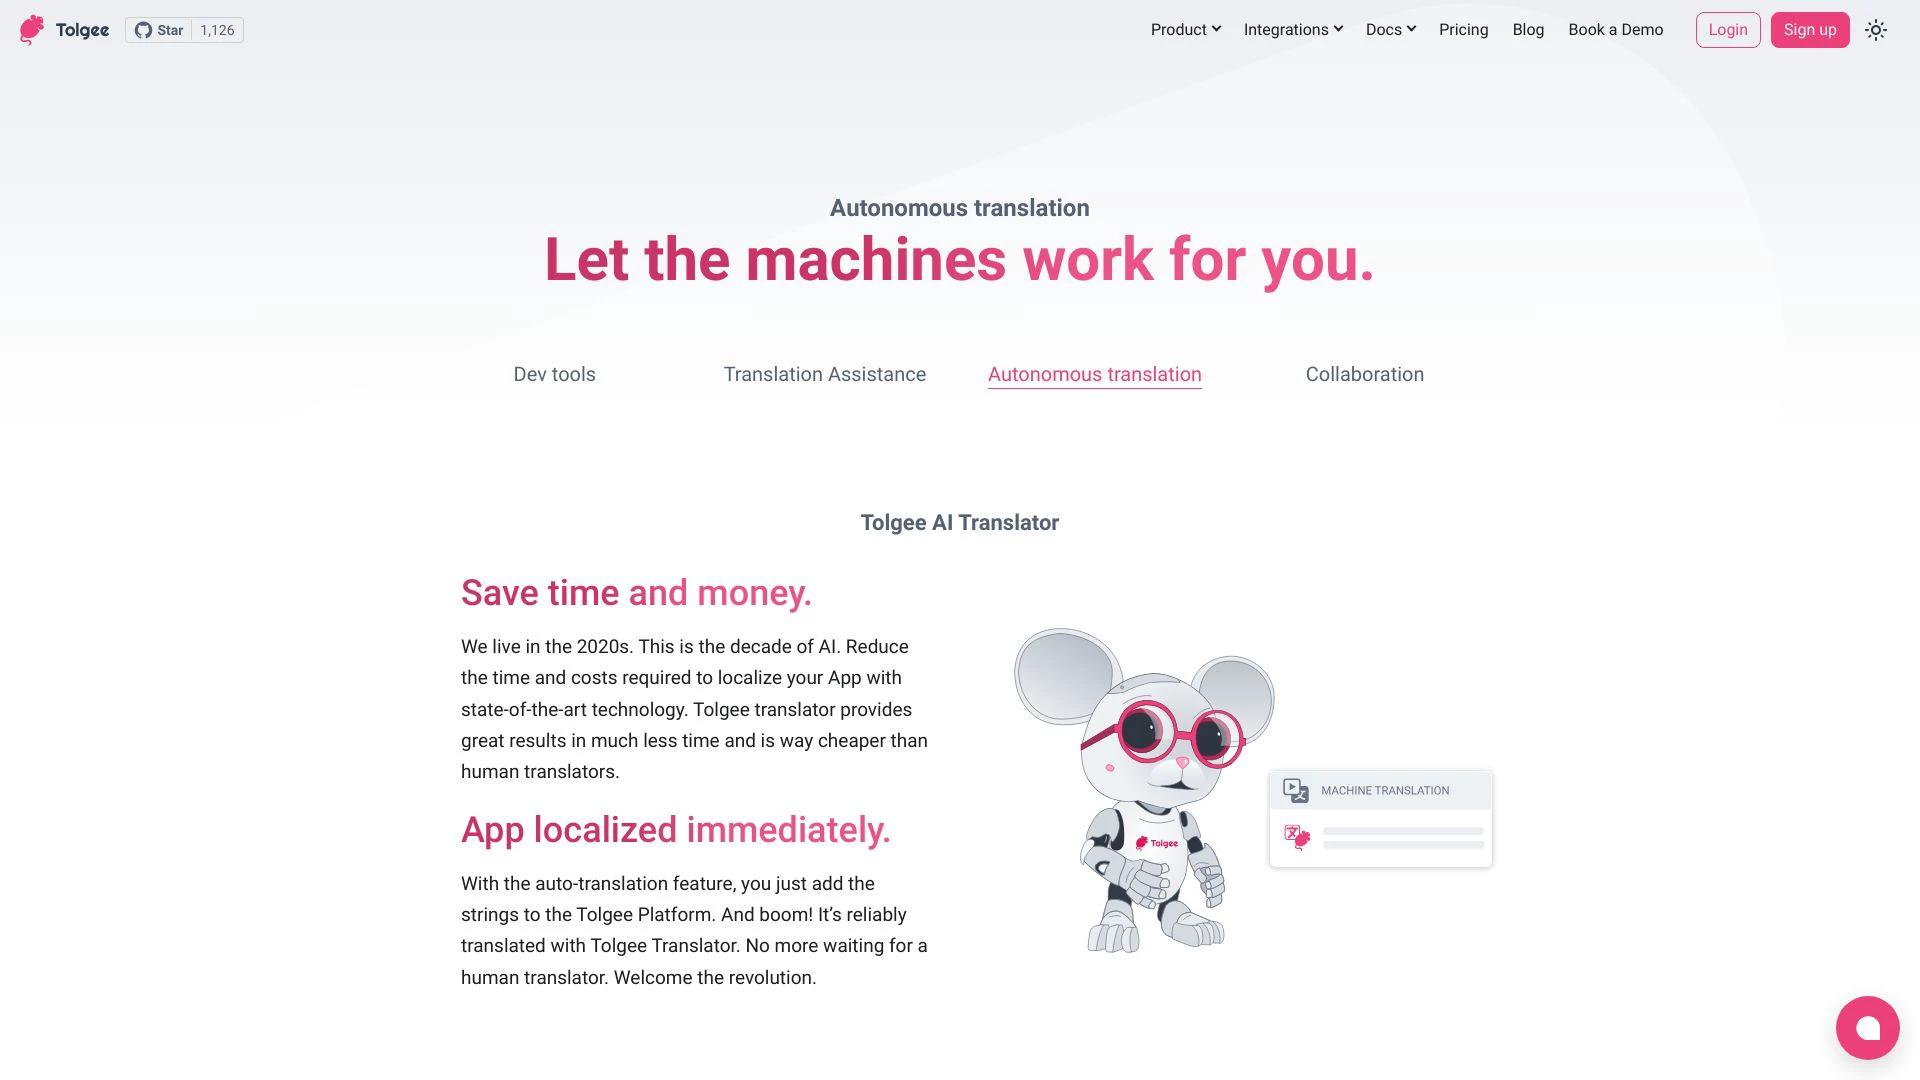 Tolgee
Star 1,126
Product Integrations Docs Pricing Blog Book a Demo Login Sign up
Autonomous translation
Let the machines work for you.
Dev tools Translation Assistance Autonomous translation Collaboration
Tolgee AI Translator
Save time and money.
We live in the 2020s. This is the decade of AI. Reduce
the time and costs required to localize your App with
state-of-the-art technology. Tolgee translator provides
great results in much less time and is way cheaper than
human translators.
App localized immediately.
With the auto-translation feature, you just add the
strings to the Tolgee Platform. And boom! It’s reliably
translated with Tolgee Translator. No more waiting for a
human translator. Welcome the revolution.
Tolgee
MACHINE TRANSLATION